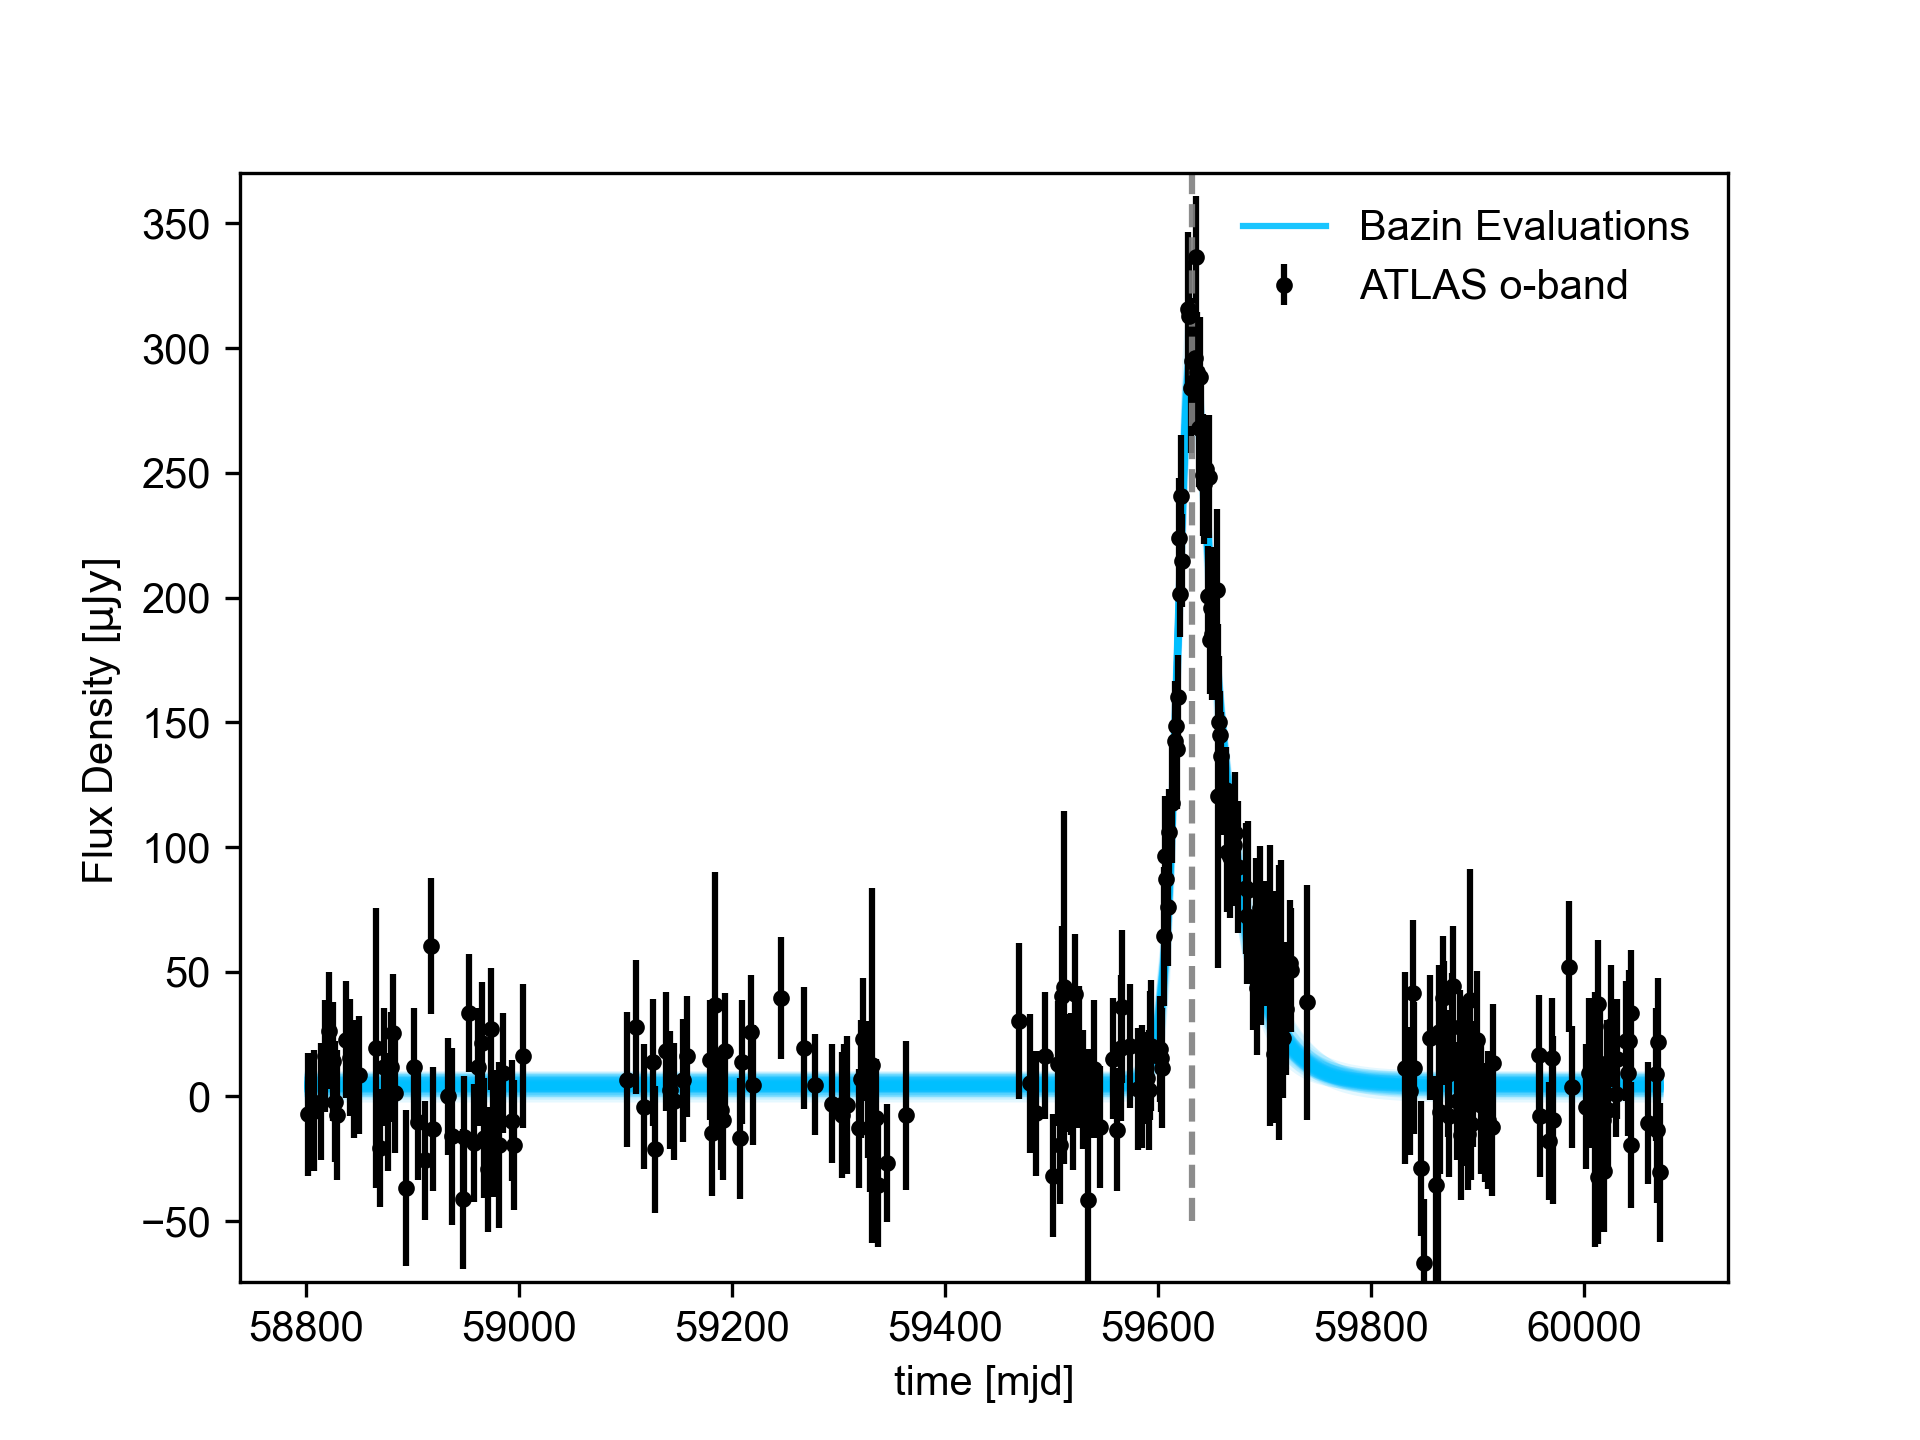 Bazin Evaluations
ATLAS o-band
350
300
250
200
150
100
50
0
−50
Flux Density [µJy]
58800 59000 59200 59400 59600 59800 60000
time [mjd]